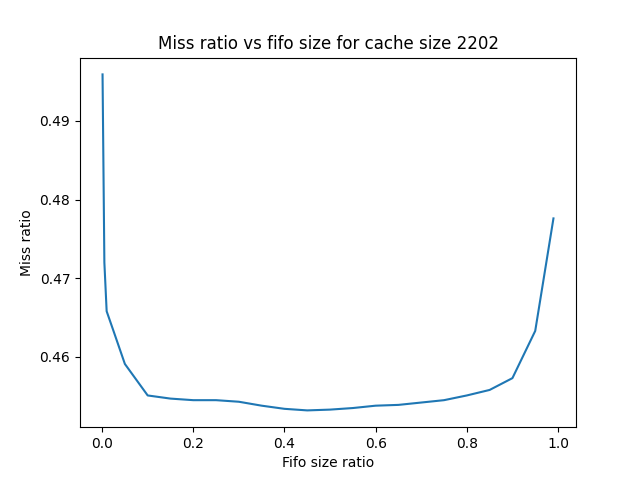 Miss ratio vs fifo size for cache size 2202
0.49
0.48
0.47
0.46
Miss ratio
0.0 0.2 0.4 0.6 0.8 1.0
Fifo size ratio